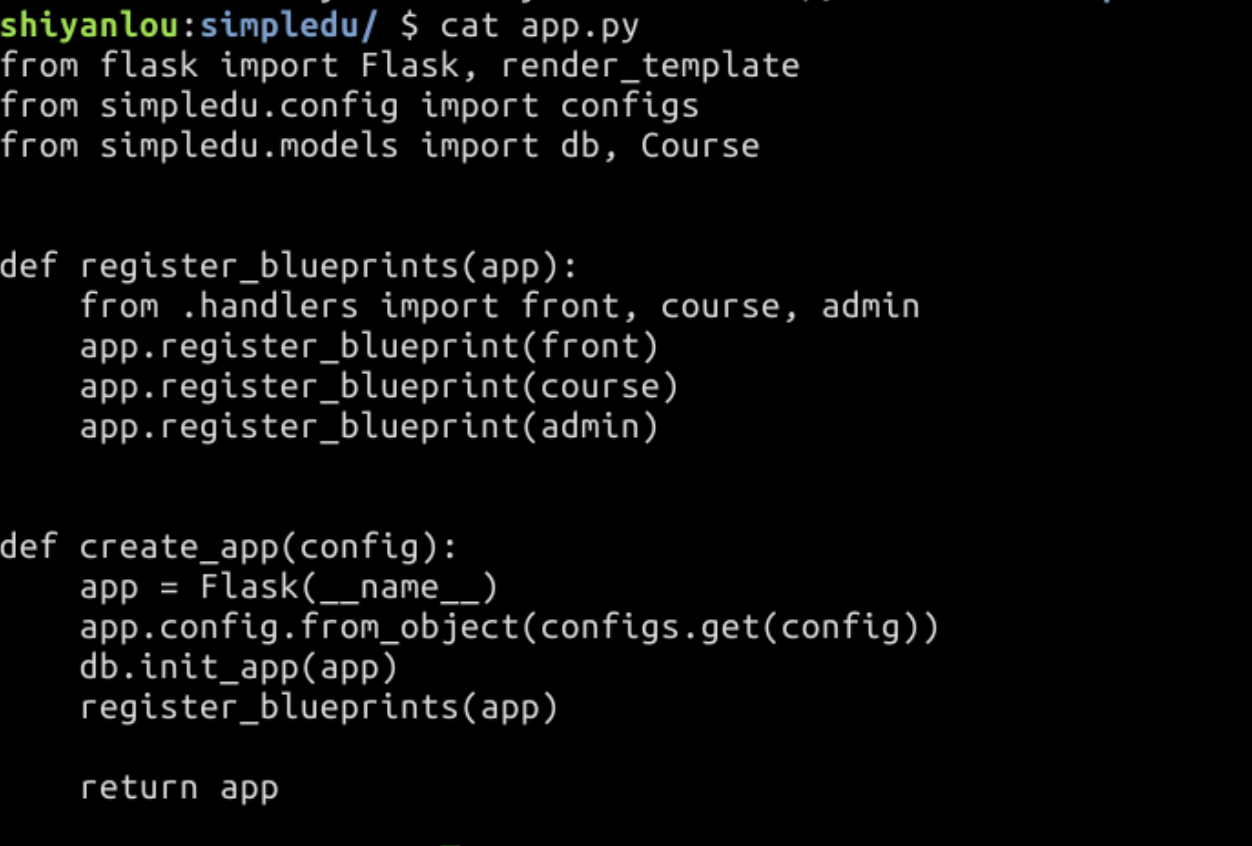 shiyanlou:simpledu/ $ cat app.py
from flask import Flask, render_template
from simpledu.config import configs
from simpledu.models import db, Course
def register_blueprints(app):
    from .handlers import front, course, admin
    app.register_blueprint(front)
    app.register_blueprint(course)
    app.register_blueprint(admin)
def create_app(config):
    app = Flask(__name__)
    app.config.from_object(configs.get(config))
    db.init_app(app)
    register_blueprints(app)
    return app